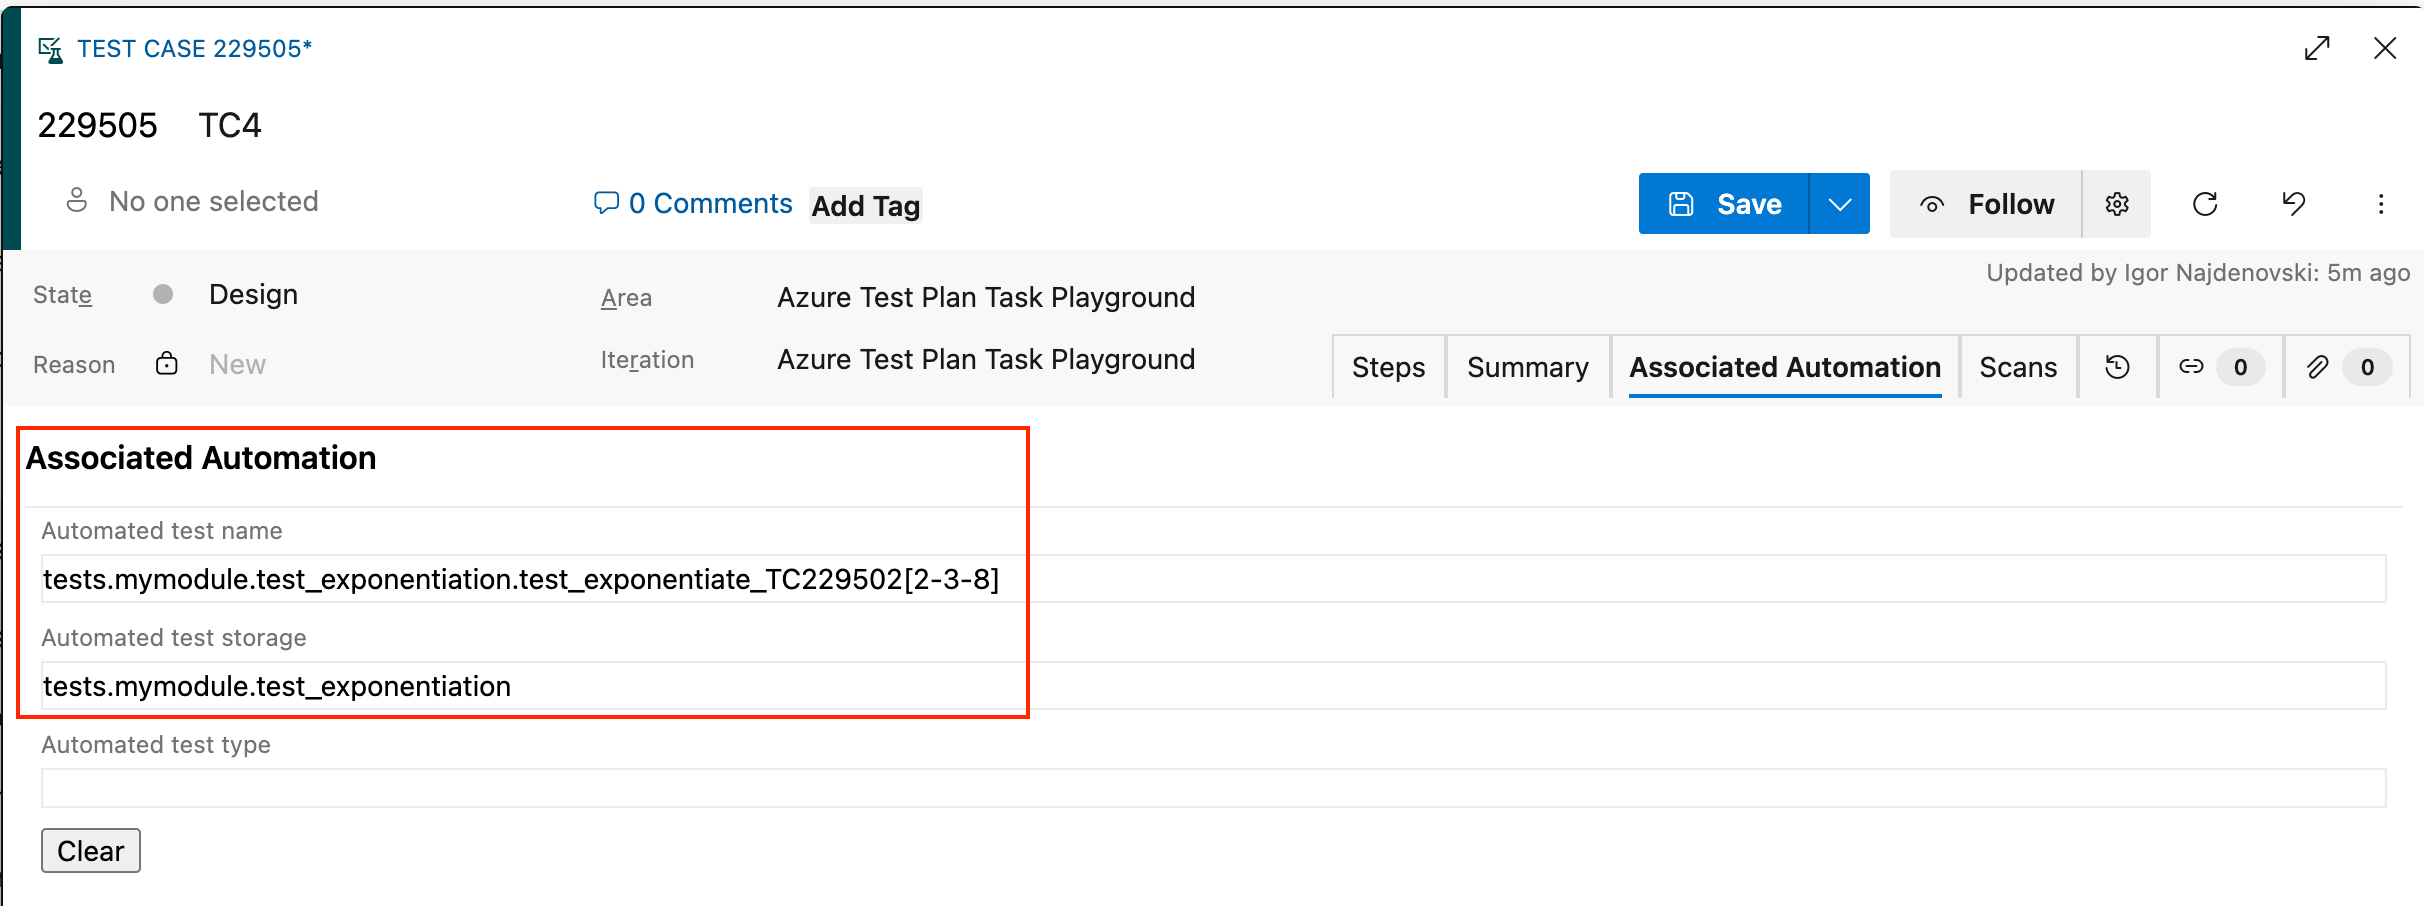 TEST CASE 229505*
229505 TC4
No one selected
0 Comments
Add Tag
Save
Follow
Updated by Igor Najdenovski: 5m ago
State Design
Area Azure Test Plan Task Playground
Reason New
Iteration Azure Test Plan Task Playground
Steps
Summary
Associated Automation
Scans
0
0
Associated Automation
Automated test name
tests.mymodule.test_exponentiation.test_exponentiate_TC229502[2-3-8]
Automated test storage
tests.mymodule.test_exponentiation
Automated test type
Clear